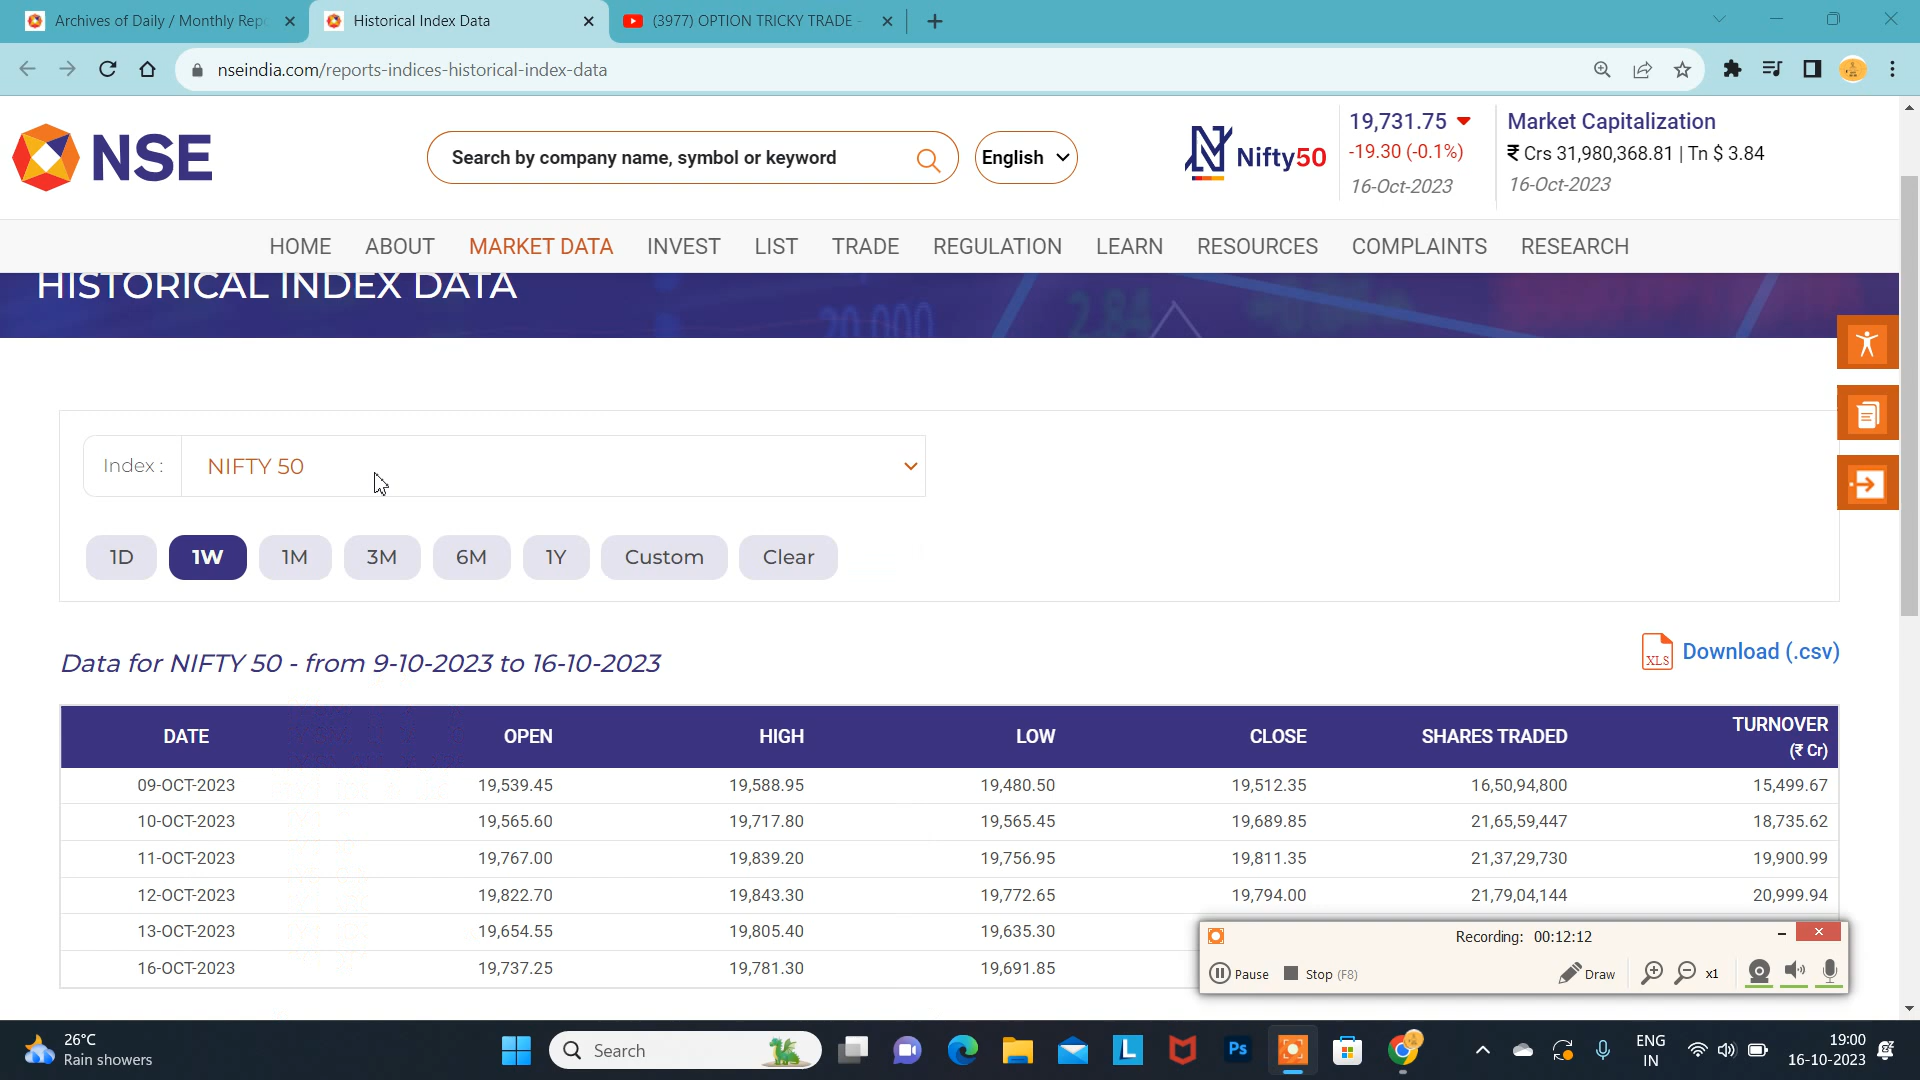 Archives of Daily / Monthly Rep
Historical Index Data
(3977) OPTION TRICKY TRADE -
nseindia.com/reports-indices-historical-index-data
NSE
Search by company name, symbol or keyword
English
Nifty50
19,731.75
-19.30 (-0.1%)
16-Oct-2023
Market Capitalization
₹ Crs 31,980,368.81 | Tn $ 3.84
16-Oct-2023
HOME ABOUT MARKET DATA INVEST LIST TRADE REGULATION LEARN RESOURCES COMPLAINTS RESEARCH
HISTORICAL INDEX DATA
20,000
2.84
Index : NIFTY 50
1D 1W 1M 3M 6M 1Y Custom Clear
Data for NIFTY 50 - from 9-10-2023 to 16-10-2023
XLS Download (.csv)
DATE OPEN HIGH LOW CLOSE SHARES TRADED TURNOVER (₹ Cr)
09-OCT-2023 19,539.45 19,588.95 19,480.50 19,512.35 16,50,94,800 15,499.67
10-OCT-2023 19,565.60 19,717.80 19,565.45 19,689.85 21,65,59,447 18,735.62
11-OCT-2023 19,767.00 19,839.20 19,756.95 19,811.35 21,37,29,730 19,900.99
12-OCT-2023 19,822.70 19,843.30 19,772.65 19,794.00 21,79,04,144 20,999.94
13-OCT-2023 19,654.55 19,805.40 19,635.30
16-OCT-2023 19,737.25 19,781.30 19,691.85
Recording: 00:12:12
Pause Stop (F8) Draw x1
26°C
Rain showers
Search
L
Ps
ENG
IN
19:00
16-10-2023